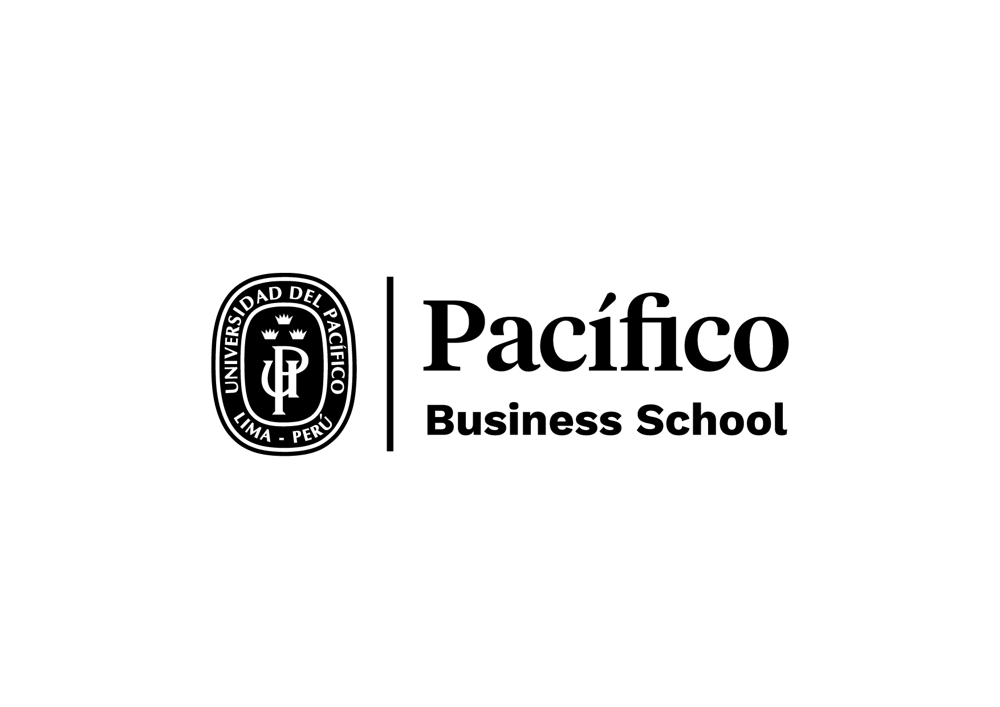 UNIVERSIDAD DEL PACÍFICO
LIMA - PERÚ
UP
Pacífico
Business School